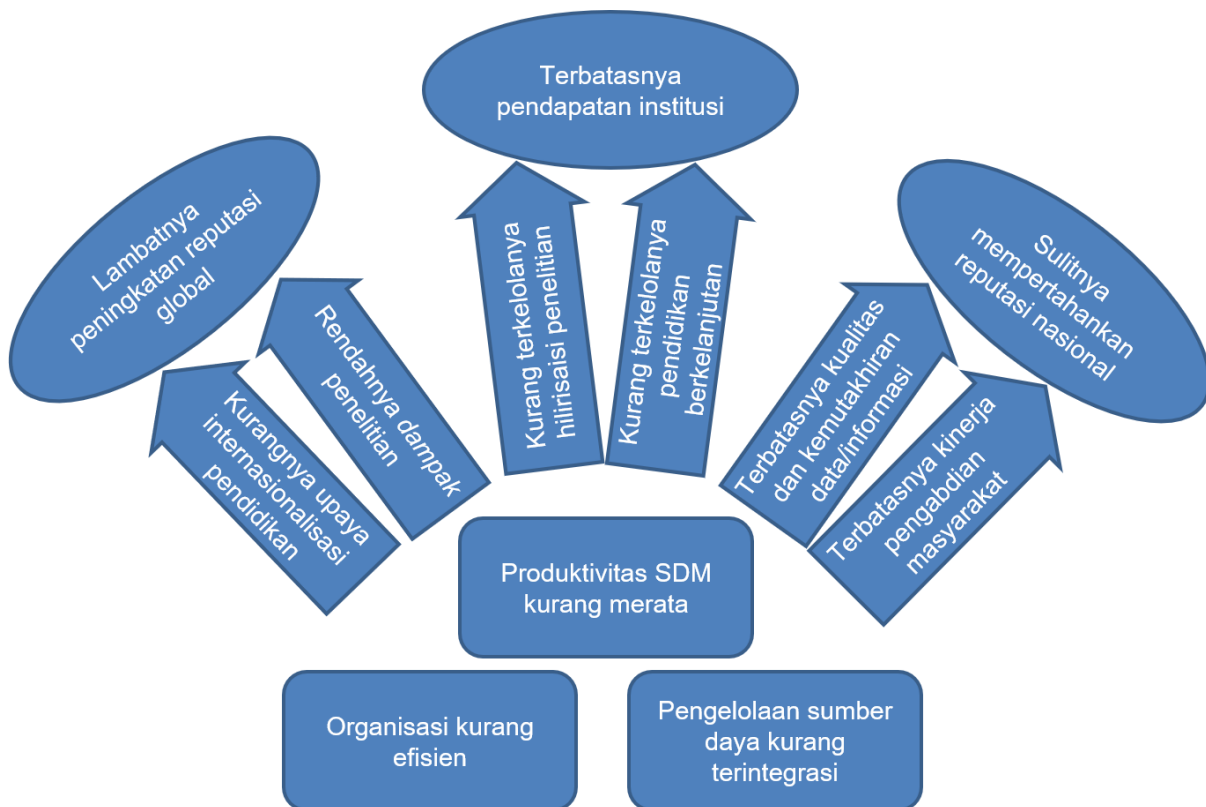 Terbatasnya
pendapatan institusi
Lambatnya
peningkatan reputasi
global
Sulitnya
mempertahankan
reputasi nasional
Kurangnya upaya
internasionalisasi
pendidikan
Rendahnya dampak
penelitian
Kurang terkelolanya
hilirisaisi penelitian
Kurang terkelolanya
pendidikan
berkelanjutan
Terbatasnya kualitas
dan kemutakhiran
data/informasi
Terbatasnya kinerja
pengabdian
masyarakat
Produktivitas SDM
kurang merata
Organisasi kurang
efisien
Pengelolaan sumber
daya kurang
terintegrasi